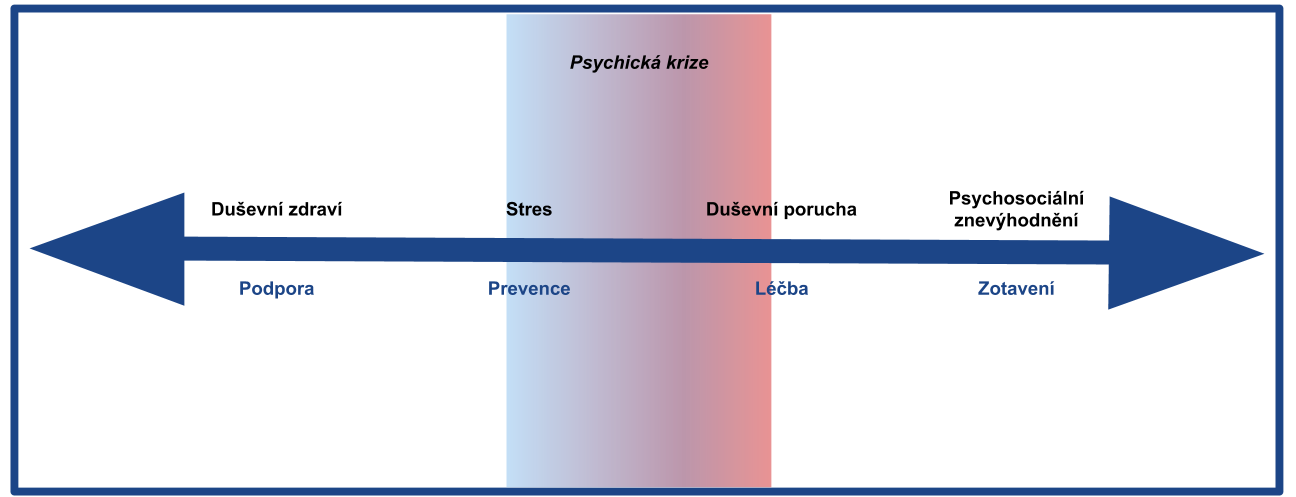 Psychická krize
Duševní zdraví
Stres
Duševní porucha
Psychosociální
znevýhodnění
Podpora
Prevence
Léčba
Zotavení